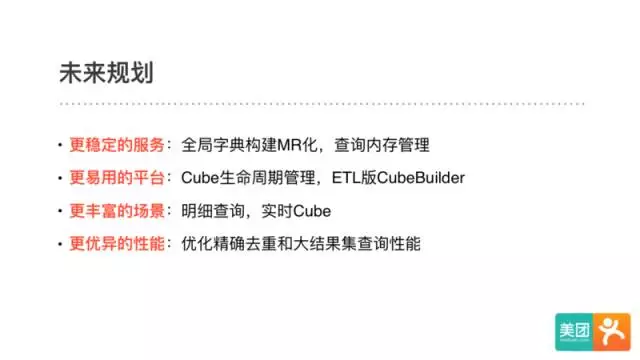 未来规划
• 更稳定的服务：全局字典构建MR化，查询内存管理
• 更易用的平台：Cube生命周期管理，ETL版CubeBuilder
• 更丰富的场景：明细查询，实时Cube
• 更优异的性能：优化精确去重和大结果集查询性能
美团
meituan.com